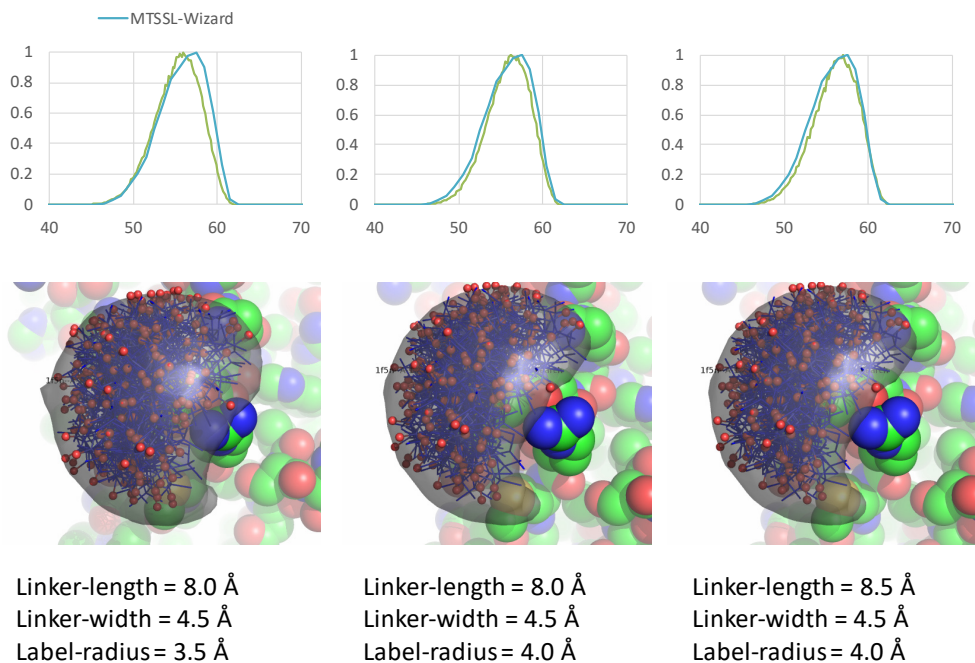 MTSSL-Wizard
1
0.8
0.6
0.4
0.2
0
40 50 60 70
1
0.8
0.6
0.4
0.2
0
40 50 60 70
1
0.8
0.6
0.4
0.2
0
40 50 60 70
Linker-length = 8.0 Å
Linker-width = 4.5 Å
Label-radius = 3.5 Å
Linker-length = 8.0 Å
Linker-width = 4.5 Å
Label-radius = 4.0 Å
Linker-length = 8.5 Å
Linker-width = 4.5 Å
Label-radius = 4.0 Å